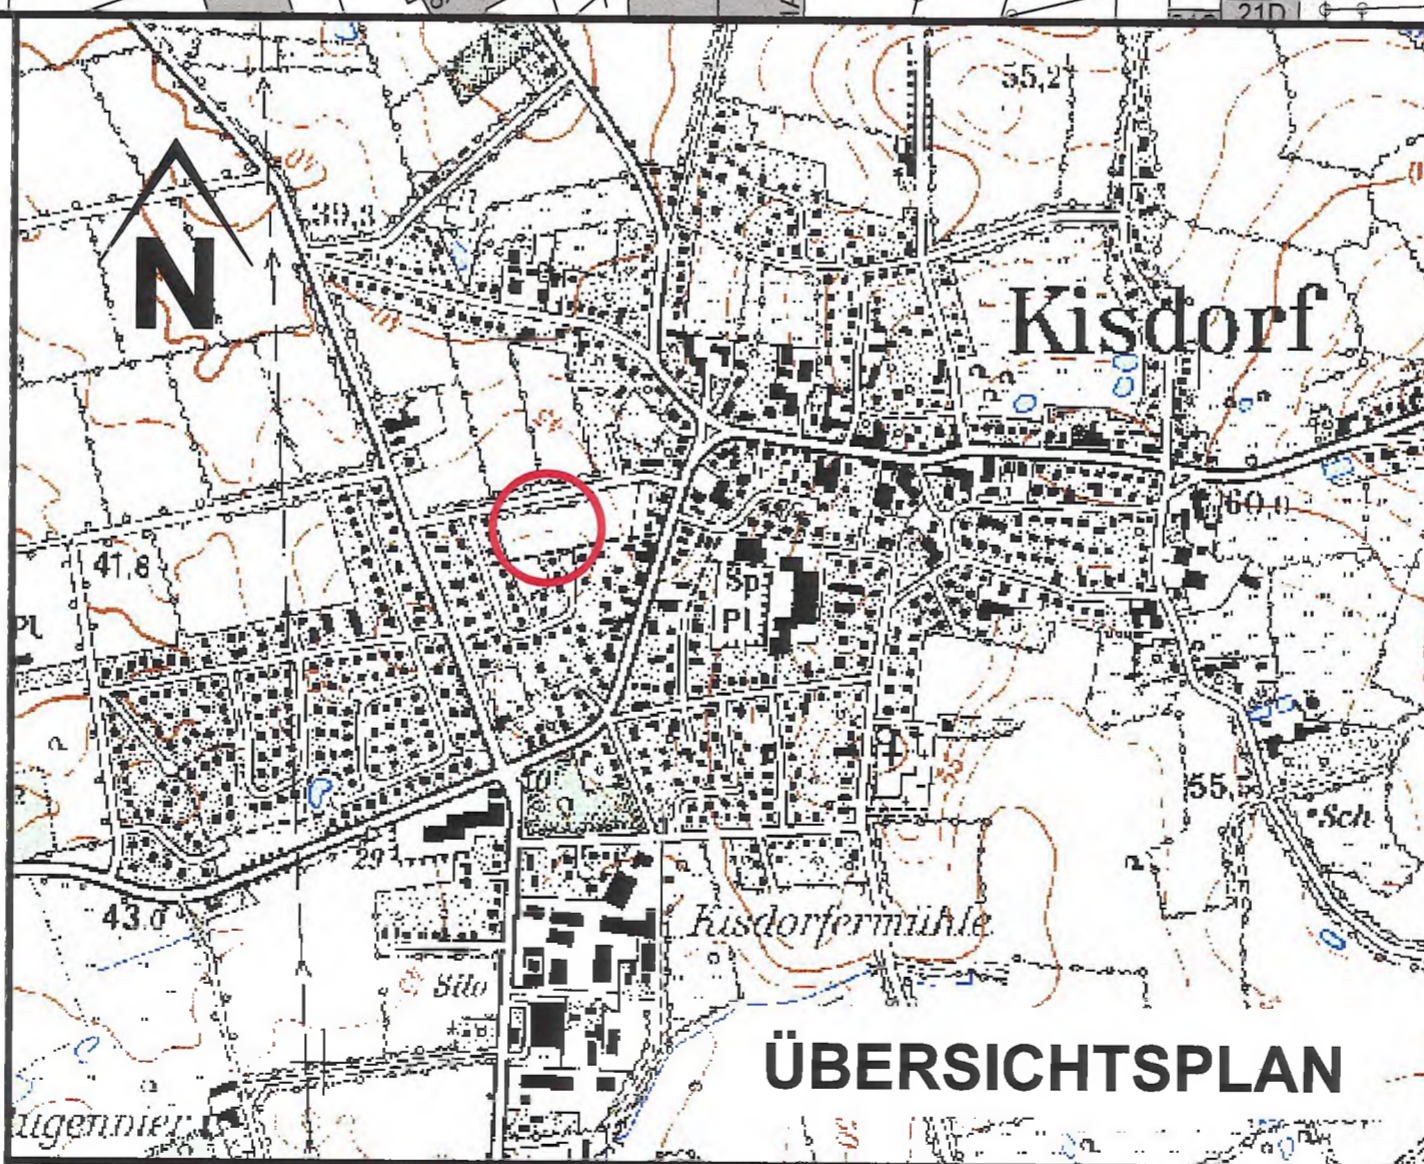 21D
55,2
39,3
N
Kisdorf
60,0
41,8
Sp
Pl
Pl.
55
55,
Sch
29
43.0
Kisdorfermühle
Silo
ÜBERSICHTSPLAN